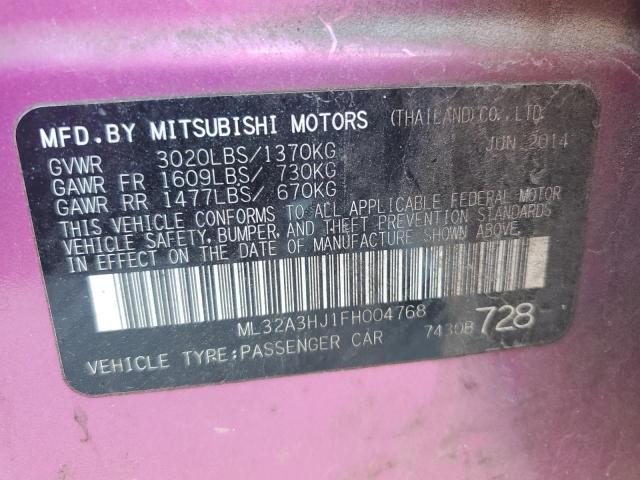 MFD.BY MITSUBISHI MOTORS (THAILAND)CO.,LTD.
GVWR 3020LBS/1370KG JUN.2014
GAWR FR 1609LBS/ 730KG
GAWR RR 1477LBS/ 670KG
THIS VEHICLE CONFORMS TO ALL APPLICABLE FEDERAL MOTOR
VEHICLE SAFETY,BUMPER,AND THEFT PREVENTION STANDARDS
IN EFFECT ON THE DATE OF MANUFACTURE SHOWN ABOVE.
ML32A3HJ1FH004768
7430B 728
VEHICLE TYPE:PASSENGER CAR